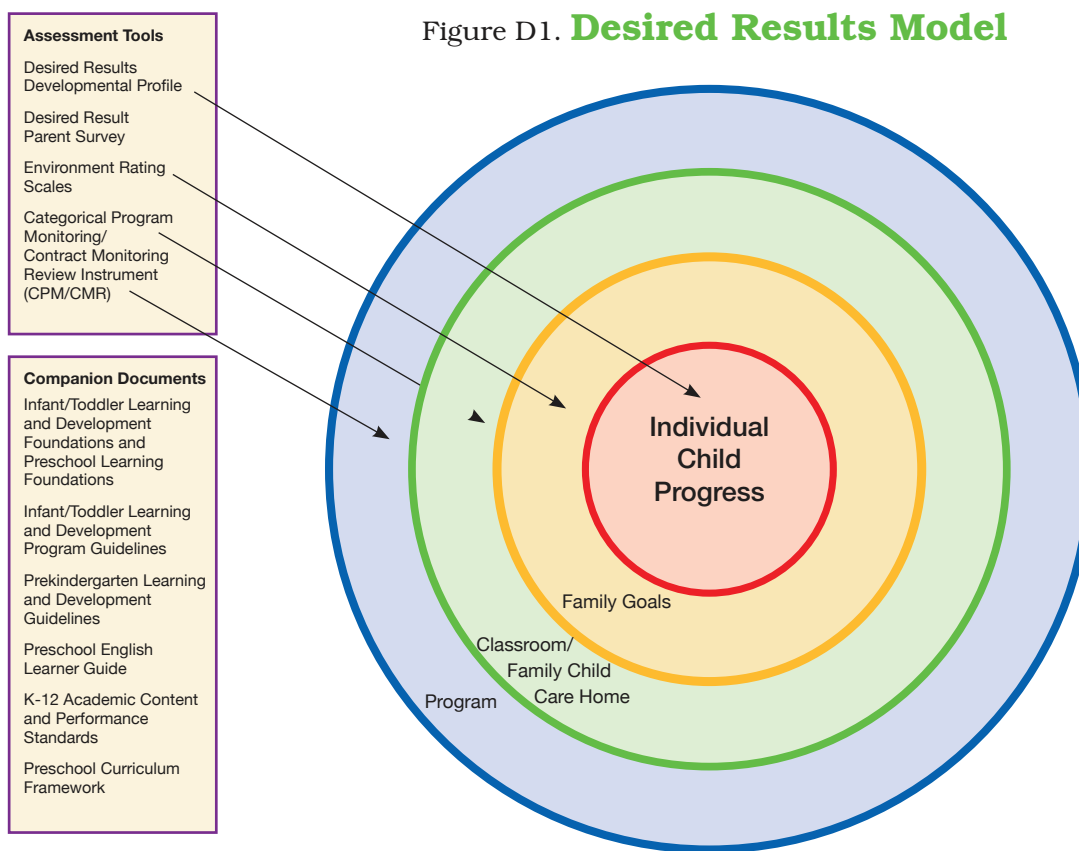 Figure D1. Desired Results Model
Assessment Tools
Desired Results
Developmental Profile
Desired Result
Parent Survey
Environment Rating
Scales
Categorical Program
Monitoring/
Contract Monitoring
Review Instrument
(CPM/CMR)
Companion Documents
Infant/Toddler Learning
and Development
Foundations and
Preschool Learning
Foundations
Infant/Toddler Learning
and Development
Program Guidelines
Prekindergarten Learning
and Development
Guidelines
Preschool English
Learner Guide
K-12 Academic Content
and Performance
Standards
Preschool Curriculum
Framework
Individual
Child
Progress
Family Goals
Classroom/
Family Child
Care Home
Program